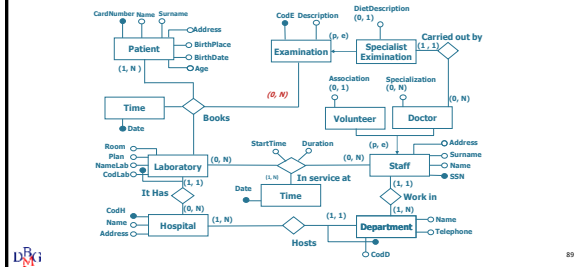 CardNumber Name Surname
Address
Patient
BirthPlace
BirthDate
Age
(1, N)
CodE Description
DietDescription
(0, 1)
Examination
(p, e)
Specialist
Eximination
(1 , 1)
Carried out by
(0, N)
Time
Date
Books
Association
(0, 1)
Specialization
(0, N)
Volunteer
Doctor
(0, N)
Room
Plan
NameLab
CodLab
Laboratory
(0, N)
StartTime
Duration
(0, N)
(p, e)
Staff
Address
Surname
Name
SSN
In service at
(1, N)
Date
Time
(1, 1)
It Has
(0, N)
(1, 1)
Work in
(1, N)
CodH
Name
Address
Hospital
(1, N)
Hosts
(1, 1)
Department
Name
Telephone
CodD
DBMG
89